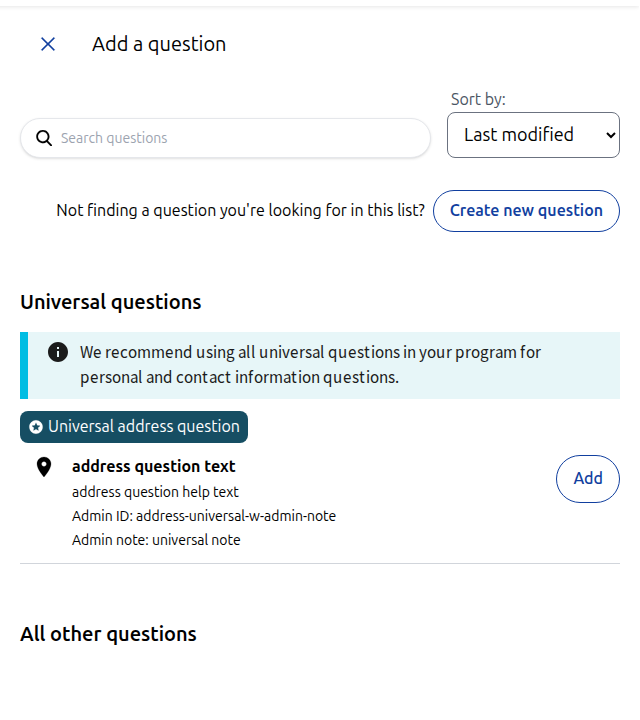 Add a question
Sort by:
Search questions
Last modified
Not finding a question you're looking for in this list?
Create new question
Universal questions
We recommend using all universal questions in your program for
personal and contact information questions.
Universal address question
address question text
address question help text
Add
Admin ID: address-universal-w-admin-note
Admin note: universal note
All other questions